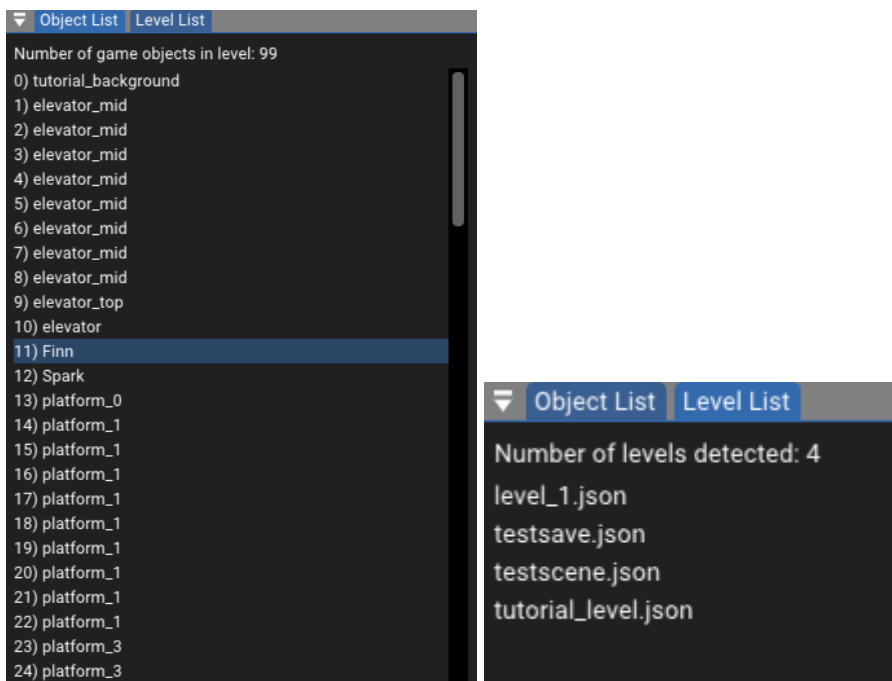 Object List Level List
Number of game objects in level: 99
0) tutorial_background
1) elevator_mid
2) elevator_mid
3) elevator_mid
4) elevator_mid
5) elevator_mid
6) elevator_mid
7) elevator_mid
8) elevator_mid
9) elevator_top
10) elevator
11) Finn
12) Spark
13) platform_0
14) platform_1
15) platform_1
16) platform_1
17) platform_1
18) platform_1
19) platform_1
20) platform_1
21) platform_1
22) platform_1
23) platform_3
24) platform_3
Object List Level List
Number of levels detected: 4
level_1.json
testsave.json
testscene.json
tutorial_level.json